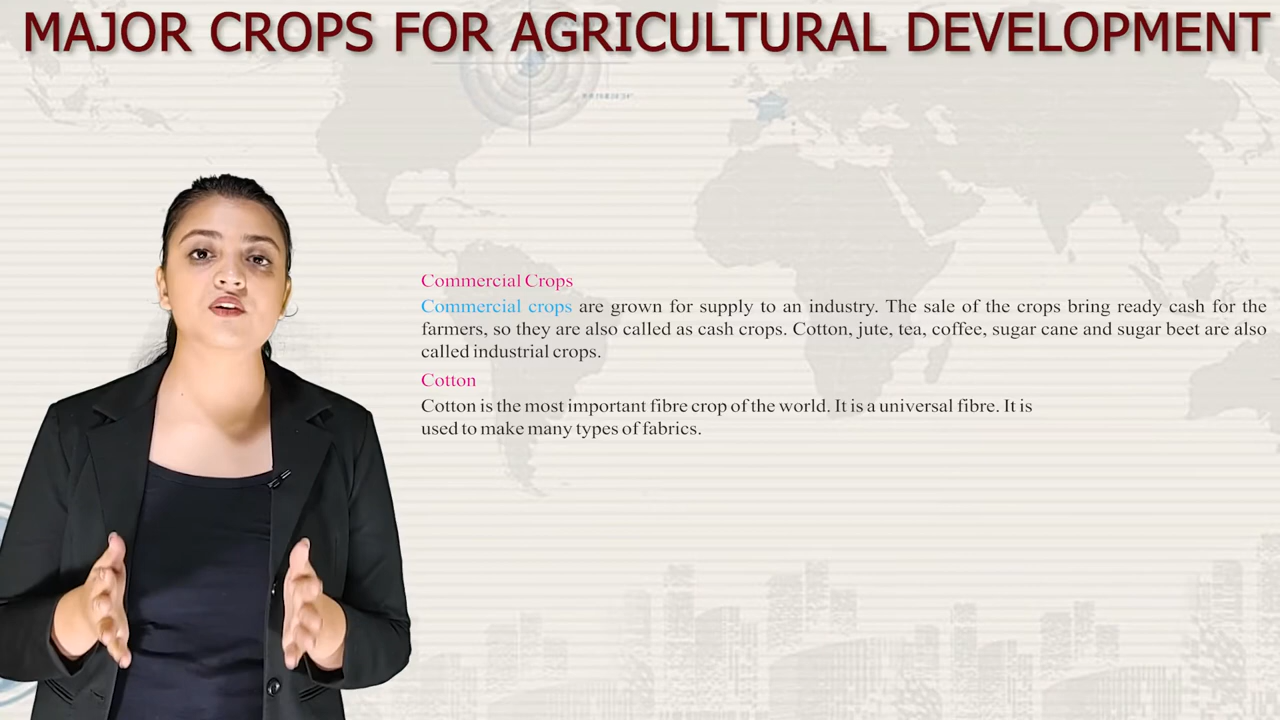 MAJOR CROPS FOR AGRICULTURAL DEVELOPMENT
Commercial Crops
Commercial crops are grown for supply to an industry. The sale of the crops bring ready cash for the
farmers, so they are also called as cash crops. Cotton, jute, tea, coffee, sugar cane and sugar beet are also
called industrial crops.
Cotton
Cotton is the most important fibre crop of the world. It is a universal fibre. It is
used to make many types of fabrics.